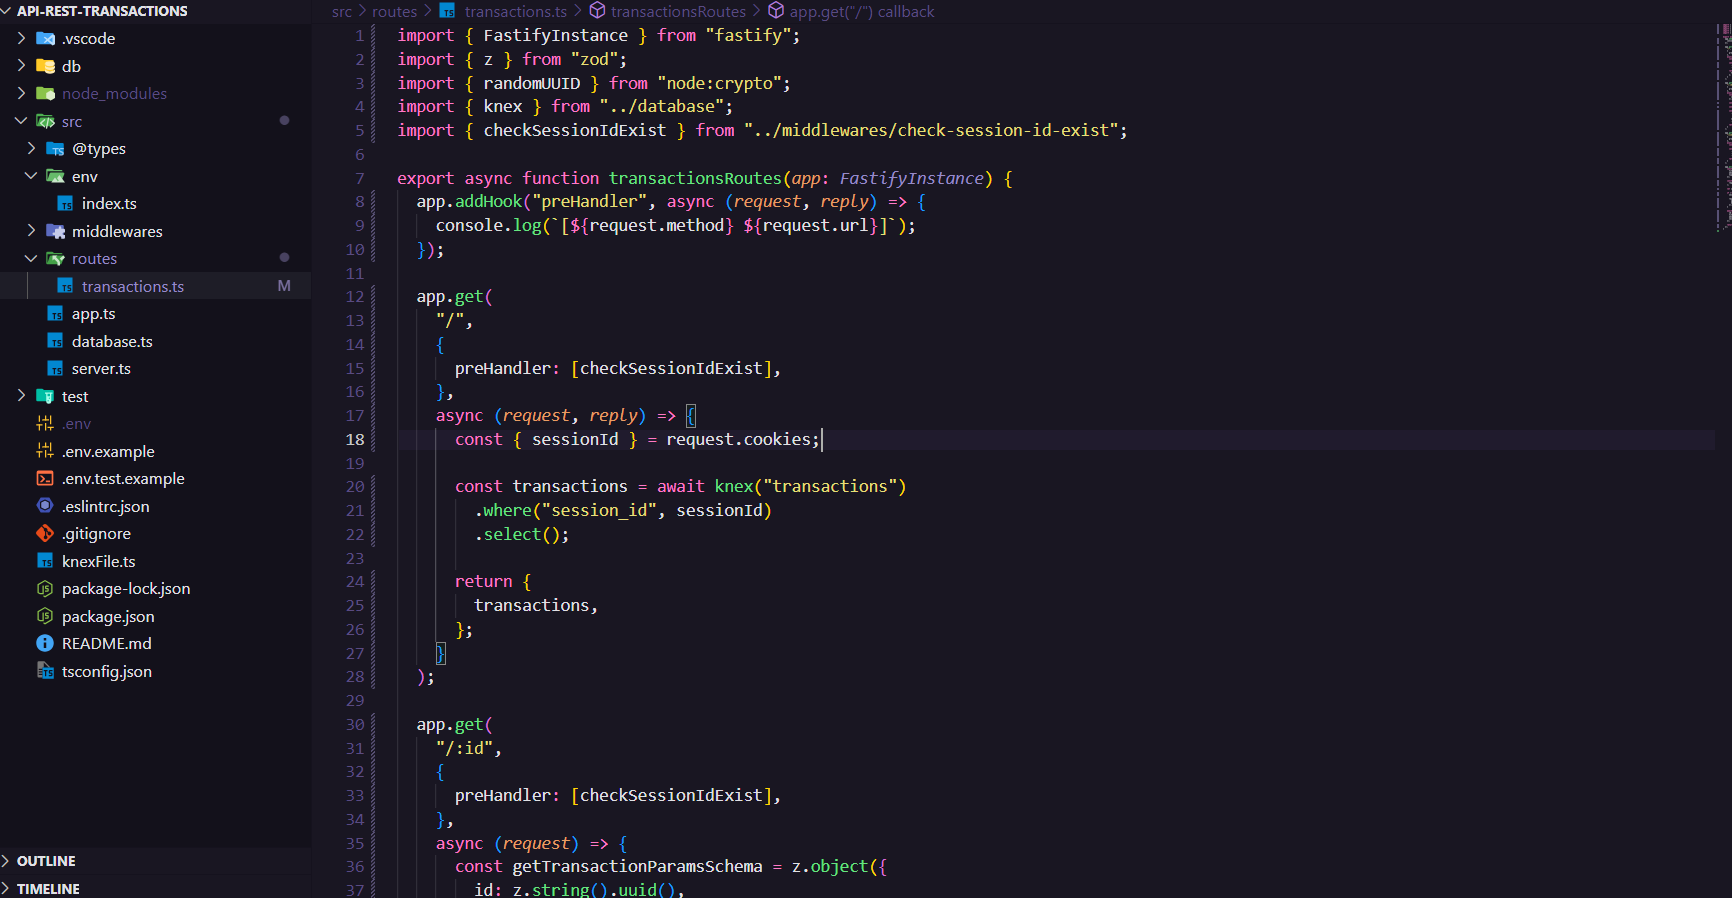 API-REST-TRANSACTIONS
.vscode
db
node_modules
src
@types
env
index.ts
middlewares
routes
transactions.ts M
app.ts
database.ts
server.ts
test
.env
.env.example
.env.test.example
.eslintrc.json
.gitignore
knexFile.ts
package-lock.json
package.json
README.md
tsconfig.json
OUTLINE
TIMELINE
src > routes > transactions.ts > transactionsRoutes > app.get("/") callback
1 import { FastifyInstance } from "fastify";
2 import { z } from "zod";
3 import { randomUUID } from "node:crypto";
4 import { knex } from "../database";
5 import { checkSessionIdExist } from "../middlewares/check-session-id-exist";
6
7 export async function transactionsRoutes(app: FastifyInstance) {
8 app.addHook("preHandler", async (request, reply) => {
9 console.log(`[${request.method} ${request.url}]`);
10 });
11
12 app.get(
13 "/",
14 {
15 preHandler: [checkSessionIdExist],
16 },
17 async (request, reply) => {
18 const { sessionId } = request.cookies;
19
20 const transactions = await knex("transactions")
21 .where("session_id", sessionId)
22 .select();
23
24 return {
25 transactions,
26 };
27 }
28 );
29
30 app.get(
31 "/:id",
32 {
33 preHandler: [checkSessionIdExist],
34 },
35 async (request) => {
36 const getTransactionParamsSchema = z.object({
37 id: z.string().uuid(),